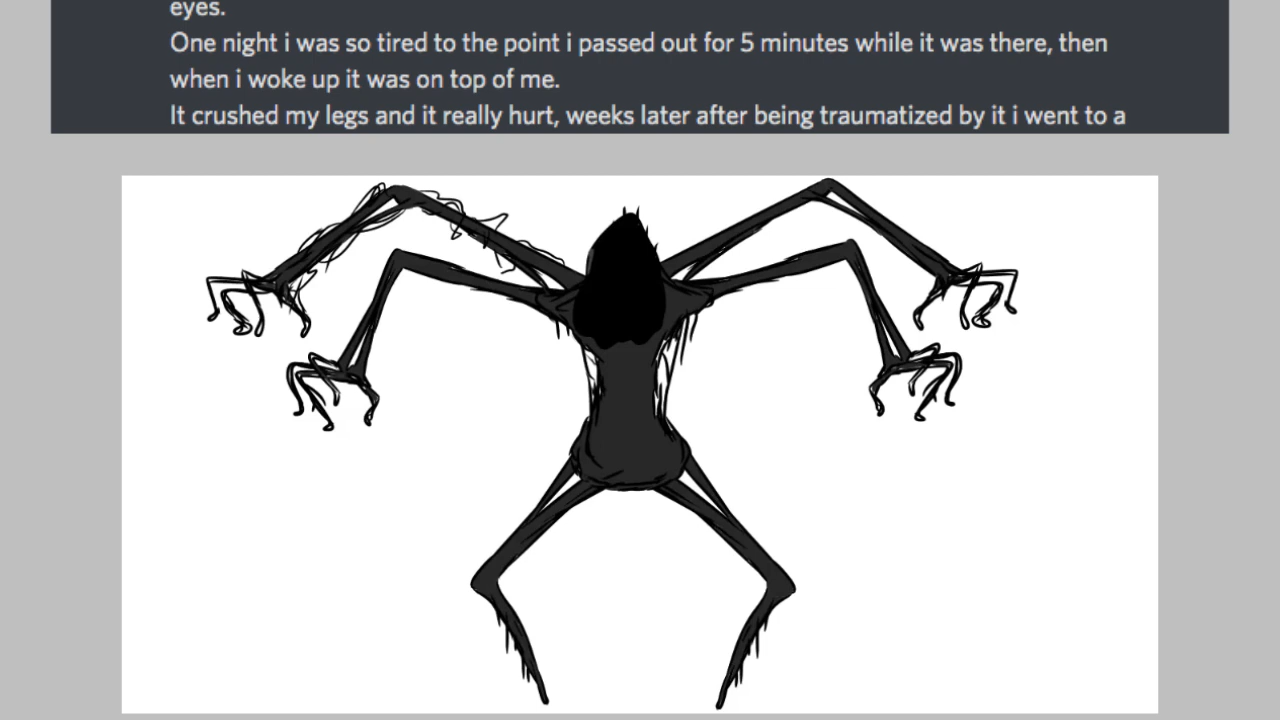 eyes.
One night i was so tired to the point i passed out for 5 minutes while it was there, then
when i woke up it was on top of me.
It crushed my legs and it really hurt, weeks later after being traumatized by it i went to a